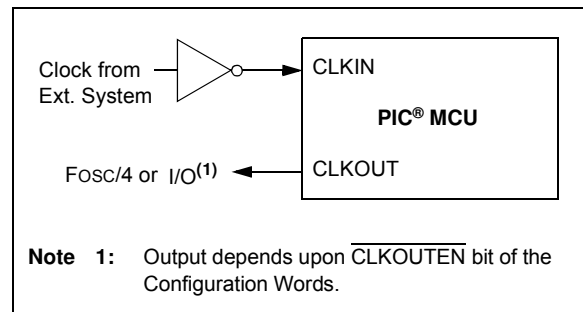 Clock from
Ext. System
CLKIN
PIC® MCU
CLKOUT
FOSC/4 or I/O(1)
Note 1: Output depends upon CLKOUTEN bit of the
Configuration Words.